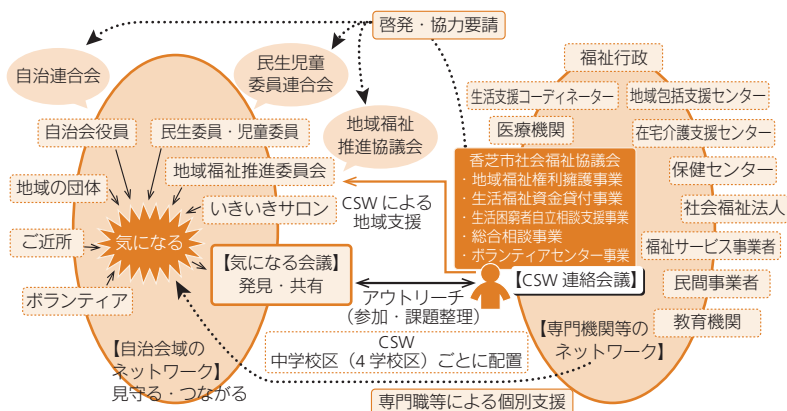 啓発・協力要請
自治連合会
民生児童
委員連合会
地域福祉
推進協議会
自治会役員
民生委員・児童委員
地域福祉推進委員会
地域の団体
いきいきサロン
ご近所
気になる
ボランティア
【気になる会議】
発見・共有
【自治会域の
ネットワーク】
見守る・つながる
CSWによる
地域支援
アウトリーチ
（参加・課題整理）
CSW
中学校区（4学校区）ごとに配置
専門職等による個別支援
福祉行政
生活支援コーディネーター
地域包括支援センター
医療機関
在宅介護支援センター
香芝市社会福祉協議会
・地域福祉権利擁護事業
・生活福祉資金貸付事業
・生活困窮者自立相談支援事業
・総合相談事業
・ボランティアセンター事業
保健センター
社会福祉法人
福祉サービス事業者
【CSW連絡会議】
民間事業者
教育機関
【専門機関等の
ネットワーク】